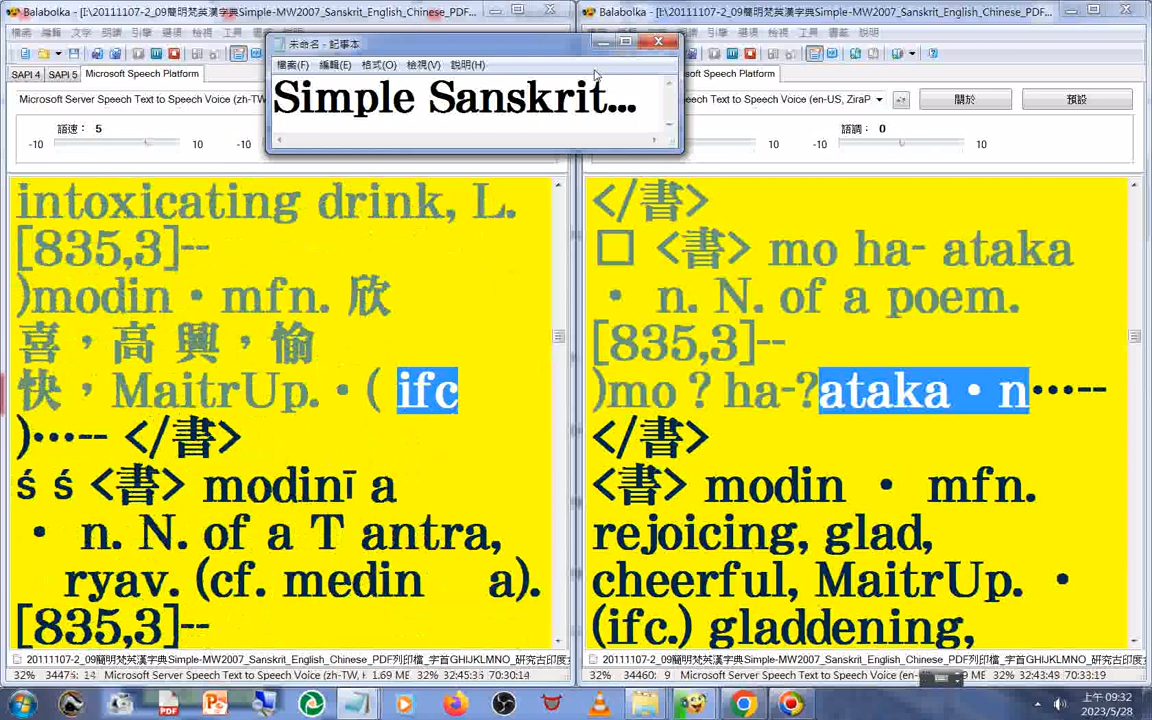 Balabolka - [I:\20111107-2_09簡明梵英漢字典Simple-MW2007_Sanskrit_English_Chinese_PDF...
SAPI 4 SAPI 5 Microsoft Speech Platform
Microsoft Server Speech Text to Speech Voice (zh-TW
語速： 5
-10 10 -10
intoxicating drink, L.
[835,3]--
)modin・mfn. 欣
喜，高 興，愉
快，MaitrUp.・( ifc
)…-- </書>
ś ś <書> modinī a
・ n. N. of a T antra,
ryav. (cf. medin a).
[835,3]--
20111107-2_09簡明梵英漢字典Simple-MW2007_Sanskrit_English_Chinese_PDF列印檔_字首GHIJKLMNO_研究古印度
32% 34475: 14 Microsoft Server Speech Text to Speech Voice (zh-TW, H 1.69 ME 32% 32:45:35 70:30:14
未命名 - 記事本
檔案(F) 編輯(E) 格式(O) 檢視(V) 說明(H)
Simple Sanskrit...
Balabolka - [I:\20111107-2_09簡明梵英漢字典Simple-MW2007_Sanskrit_English_Chinese_PDF...
工具 叢書 說明
Speech Platform
ech Text to Speech Voice (en-US, ZiraP 關於 預設
語調： 0
10 -10 10
</書>
□ <書> mo ha- ataka
・ n. N. of a poem.
[835,3]--
)mo？ha-?ataka・n…--
</書>
<書> modin ・ mfn.
rejoicing, glad,
cheerful, MaitrUp. ・
(ifc.) gladdening,
20111107-2_09簡明梵英漢字典Simple-MW2007_Sanskrit_English_Chinese_PDF列印檔_字首GHIJKLMNO_研究古印度
32% 34460: 9 Microsoft Server Speech Text to Speech Voice 32% 32:43:49 70:33:19
上午 09:32
2023/5/28